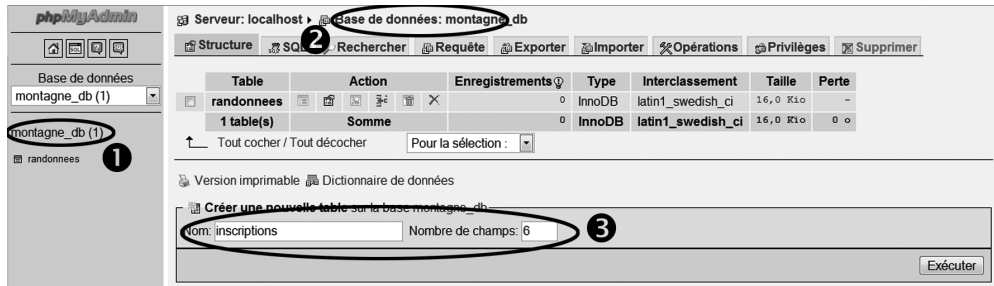 phpMyAdmin
Base de données
montagne_db (1)
montagne_db (1)
❶
randonnees
Serveur: localhost ▸ Base de données: montagne_db
❷
Structure Rechercher Requête Exporter Importer Opérations Privilèges Supprimer
Table Action Enregistrements Type Interclassement Taille Perte
randonnees 0 InnoDB latin1_swedish_ci 16,0 Kio -
1 table(s) Somme 0 InnoDB latin1_swedish_ci 16,0 Kio 0 o
Tout cocher / Tout décocher Pour la sélection :
Version imprimable Dictionnaire de données
Créer une nouvelle table sur la base montagne_db
Nom: inscriptions Nombre de champs: 6 ❸
Exécuter